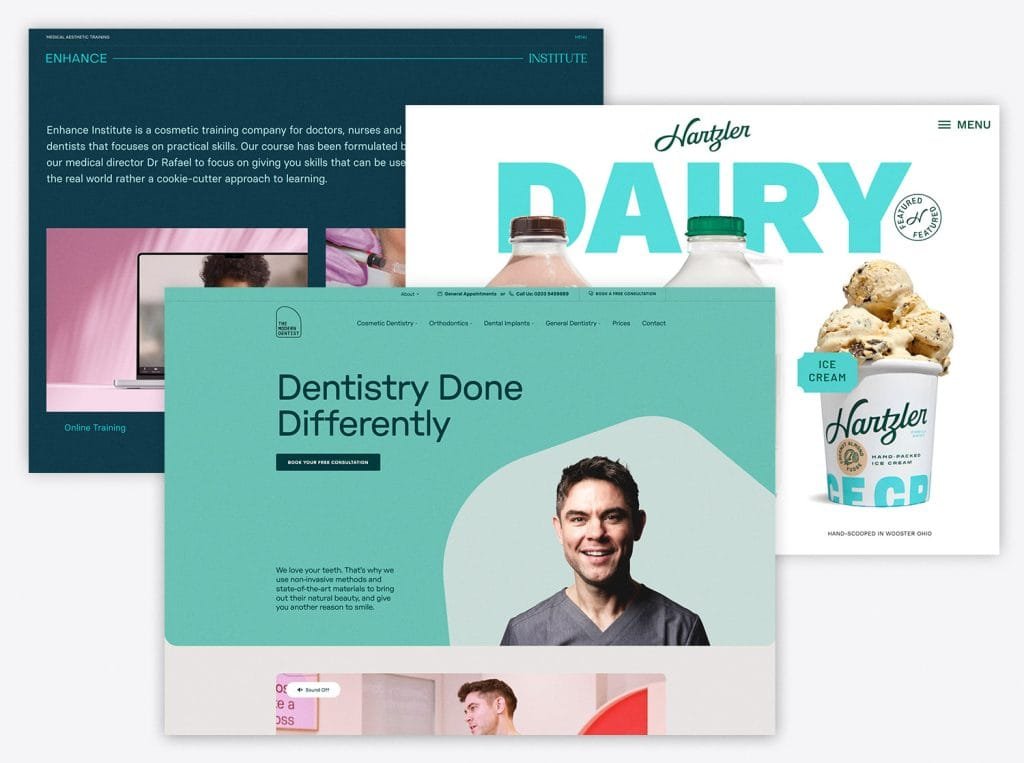 MEDICAL AESTHETIC TRAINING
MENU
ENHANCE
INSTITUTE
Enhance Institute is a cosmetic training company for doctors, nurses and
dentists that focuses on practical skills. Our course has been formulated b
our medical director Dr Rafael to focus on giving you skills that can be use
the real world rather a cookie-cutter approach to learning.
Online Training
Hartzler
MENU
DAIRY
FEATURED
H
FEATURED
ICE
CREAM
Hartzler
HAND-PACKED
ICE CREAM
ICE CR
HAND-SCOOPED IN WOOSTER OHIO
About
General Appointments or Call Us: 0203 5499689
BOOK A FREE CONSULTATION
THE
MODERN
DENTIST
Cosmetic Dentistry
Orthodontics
Dental Implants
General Dentistry
Prices
Contact
Dentistry Done
Differently
BOOK YOUR FREE CONSULTATION
We love your teeth. That's why we
use non-invasive methods and
state-of-the-art materials to bring
out their natural beauty, and give
you another reason to smile.
Sound Off
os
e a
oss